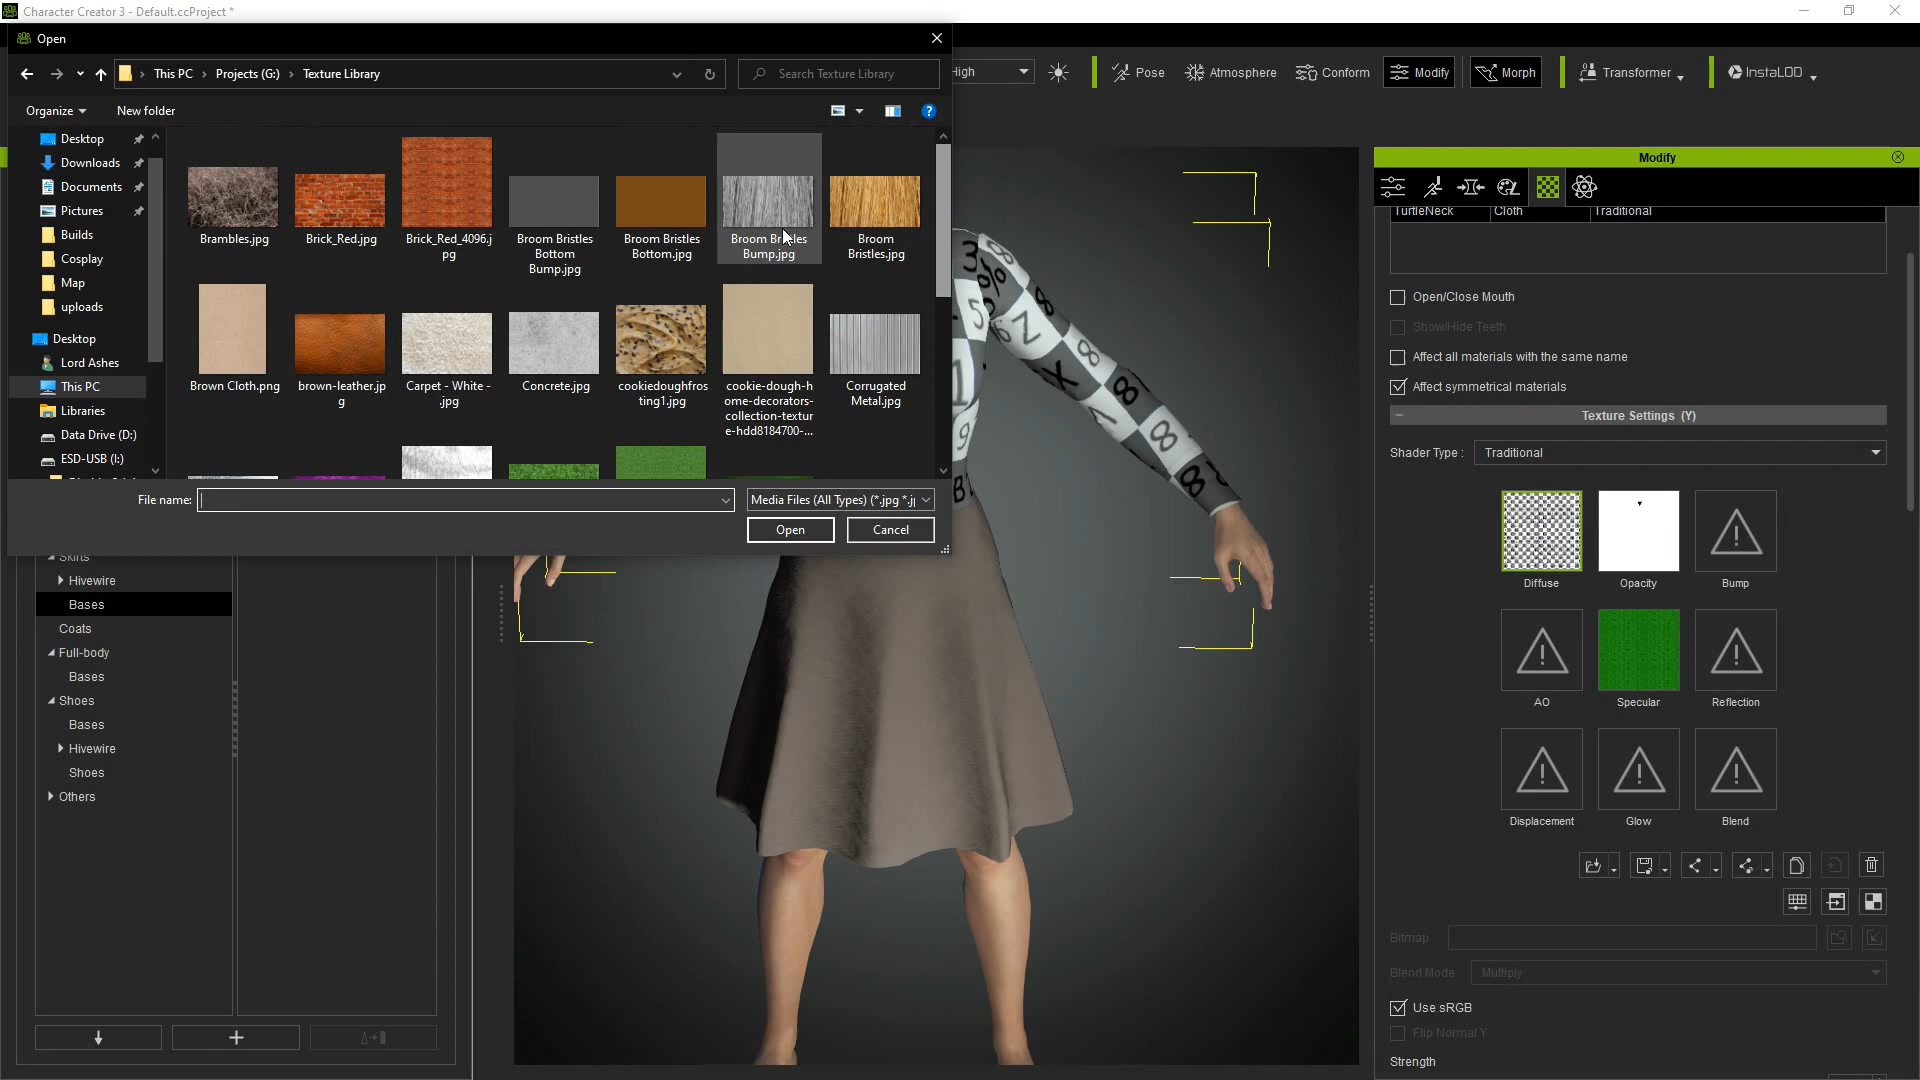 Character Creator 3 - Default.ccProject *
Open
This PC
Projects (G:)
Texture Library
Search Texture Library
Organize
New folder
High
Pose
Atmosphere
Conform
Modify
Morph
Transformer
InstaLOD
Desktop
Downloads
Documents
Pictures
Builds
Cosplay
Map
uploads
Desktop
Lord Ashes
This PC
Libraries
Data Drive (D:)
ESD-USB (I:)
Brambles.jpg
Brick_Red.jpg
Brick_Red_4096.j
pg
Broom Bristles
Bottom
Bump.jpg
Broom Bristles
Bottom.jpg
Broom Bristles
Bump.jpg
Broom
Bristles.jpg
Brown Cloth.png
brown-leather.jp
g
Carpet - White -
.jpg
Concrete.jpg
cookiedoughfros
ting1.jpg
cookie-dough-h
ome-decorators-
collection-textur
e-hdd8184700-...
Corrugated
Metal.jpg
File name:
Media Files (All Types) (*.jpg *.j
Open
Cancel
Skirts
Hivewire
Bases
Coats
Full-body
Bases
Shoes
Bases
Hivewire
Shoes
Others
Modify
TurtleNeck
Cloth
Traditional
Open/Close Mouth
Show/Hide Teeth
Affect all materials with the same name
Affect symmetrical materials
Texture Settings (Y)
Shader Type :
Traditional
Diffuse
Opacity
Bump
AO
Specular
Reflection
Displacement
Glow
Blend
Bitmap
Blend Mode
Multiply
Use sRGB
Flip Normal Y
Strength